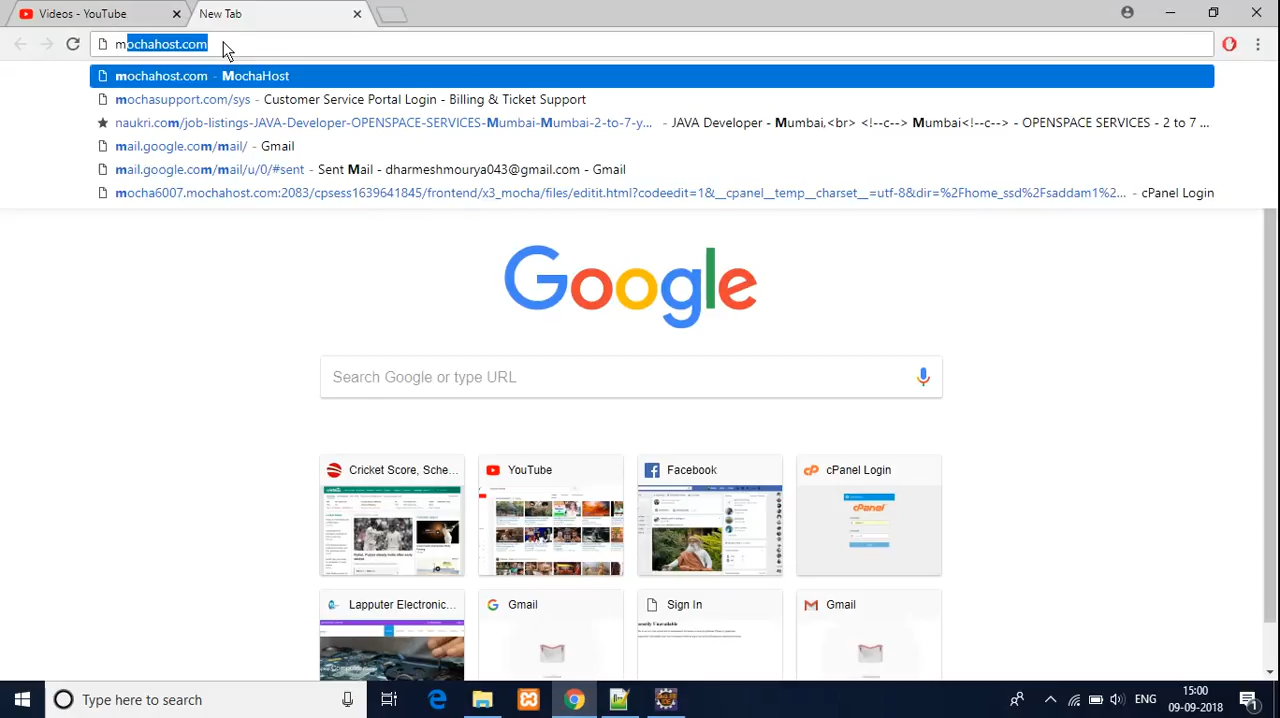 Videos - YouTube
New Tab
mochahost.com
mochahost.com - MochaHost
mochasupport.com/sys - Customer Service Portal Login - Billing & Ticket Support
naukri.com/job-listings-JAVA-Developer-OPENSPACE-SERVICES-Mumbai-Mumbai-2-to-7-y... - JAVA Developer - Mumbai,<br> <!--c--> Mumbai<!--c--> - OPENSPACE SERVICES - 2 to 7 ...
mail.google.com/mail/ - Gmail
mail.google.com/mail/u/0/#sent - Sent Mail - dharmeshmourya043@gmail.com - Gmail
mocha6007.mochahost.com:2083/cpsess1639641845/frontend/x3_mocha/files/editit.html?codeedit=1&__cpanel__temp__charset__=utf-8&dir=%2Fhome_ssd%2Fsaddam1%2... - cPanel Login
Google
Search Google or type URL
Cricket Score, Sche...
YouTube
Facebook
cPanel Login
cPanel
Lapputer Electronic...
Gmail
Sign In
Gmail
Type here to search
ENG
15:00
09-09-2018
1